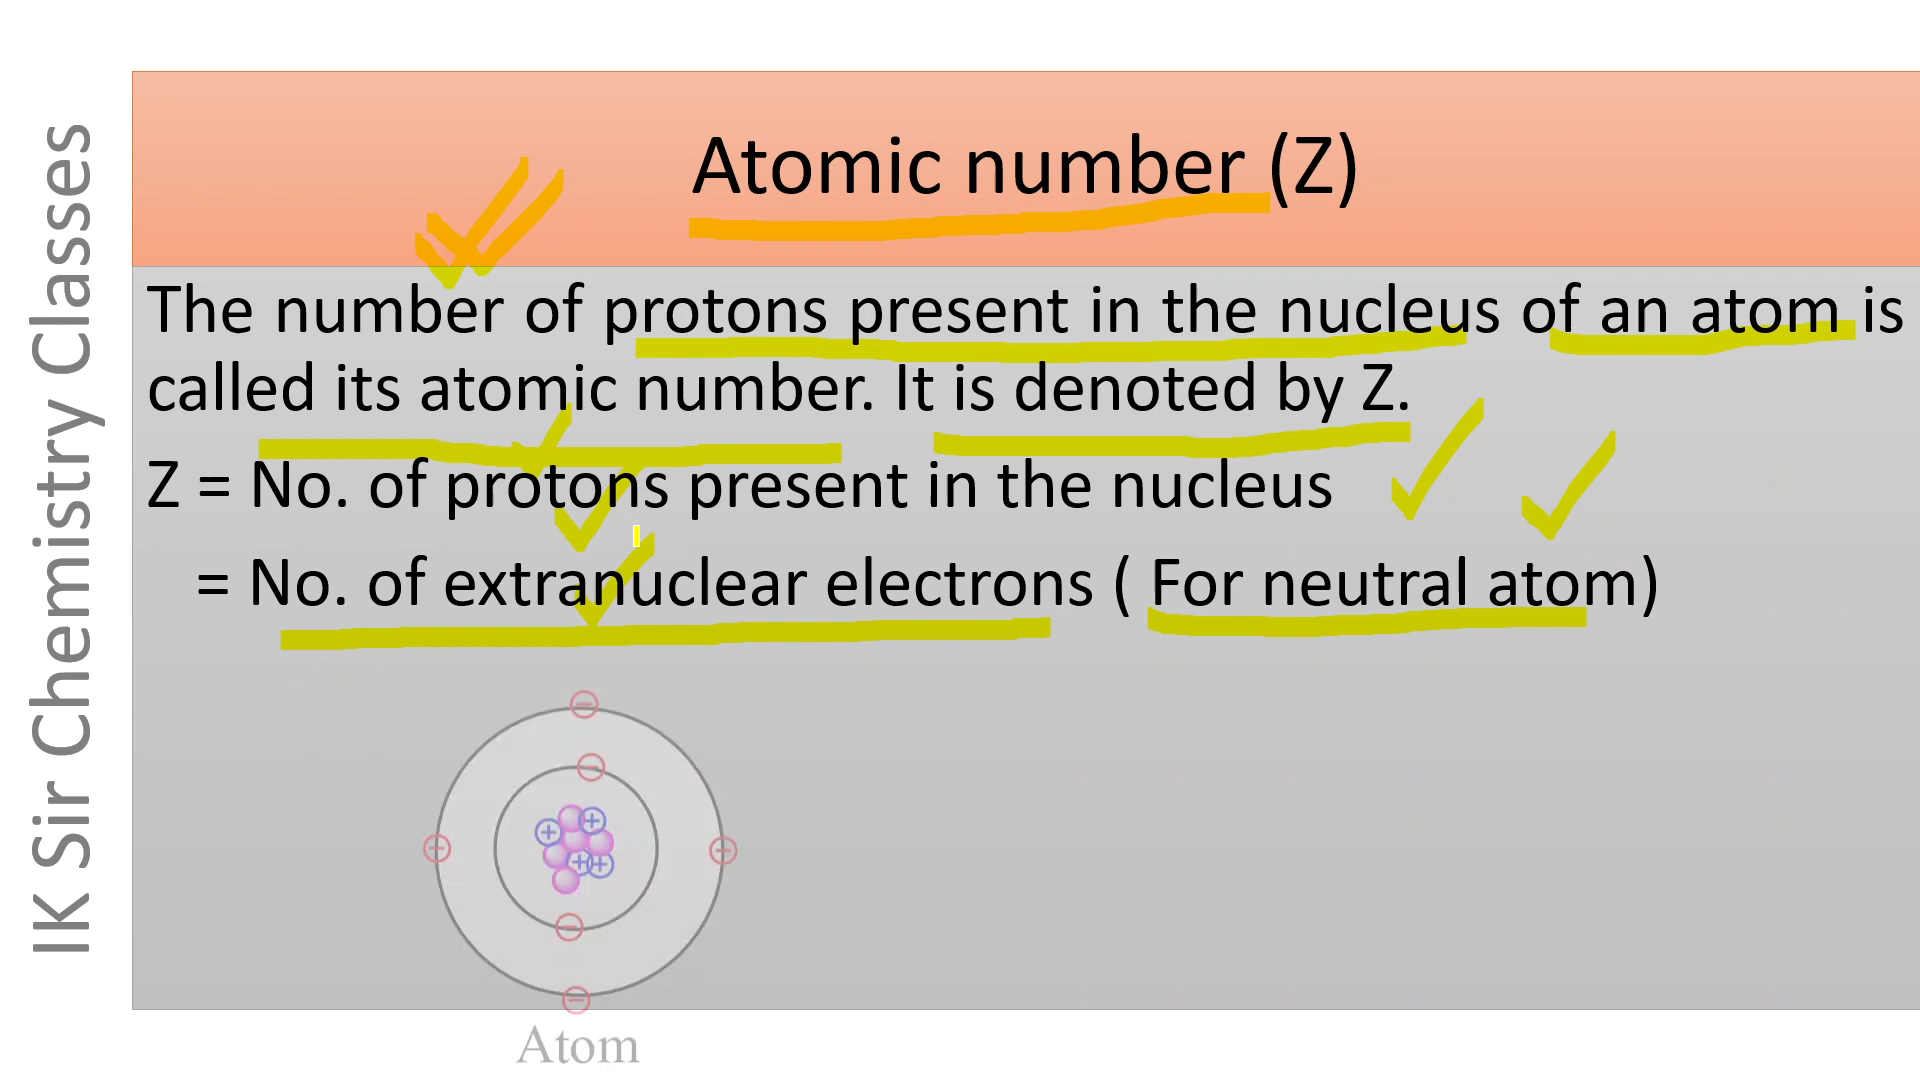 IK Sir Chemistry Classes
Atomic number (Z)
The number of protons present in the nucleus of an atom is
called its atomic number. It is denoted by Z.
Z = No. of protons present in the nucleus
= No. of extranuclear electrons ( For neutral atom)
Atom